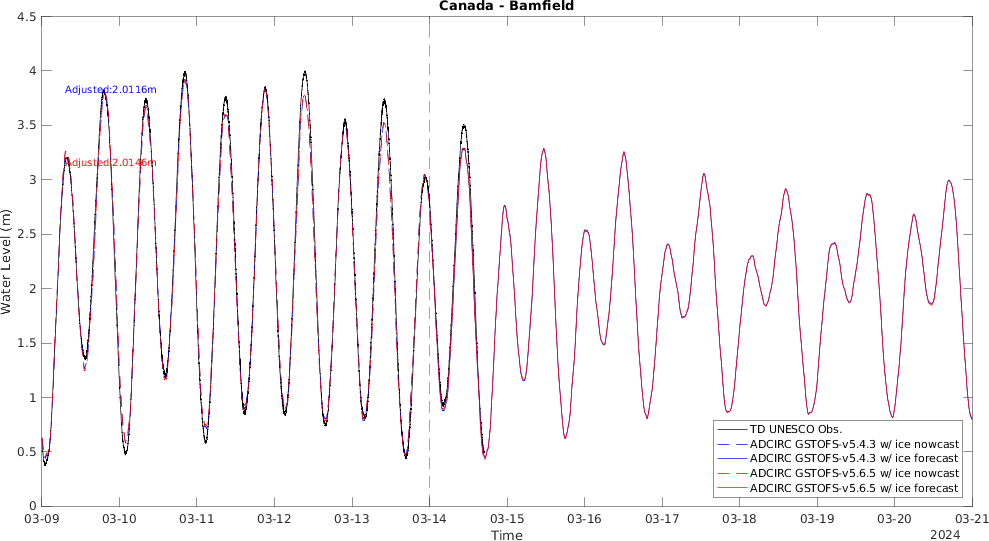 Canada - Bamfield
4.5
4
3.5
3
2.5
2
1.5
1
0.5
0
Water Level (m)
Adjusted:2.0116m
Adjusted:2.0146m
TD UNESCO Obs.
ADCIRC GSTOFS-v5.4.3 w/ ice nowcast
ADCIRC GSTOFS-v5.4.3 w/ ice forecast
ADCIRC GSTOFS-v5.6.5 w/ ice nowcast
ADCIRC GSTOFS-v5.6.5 w/ ice forecast
03-09 03-10 03-11 03-12 03-13 03-14 03-15 03-16 03-17 03-18 03-19 03-20 03-21
Time
2024